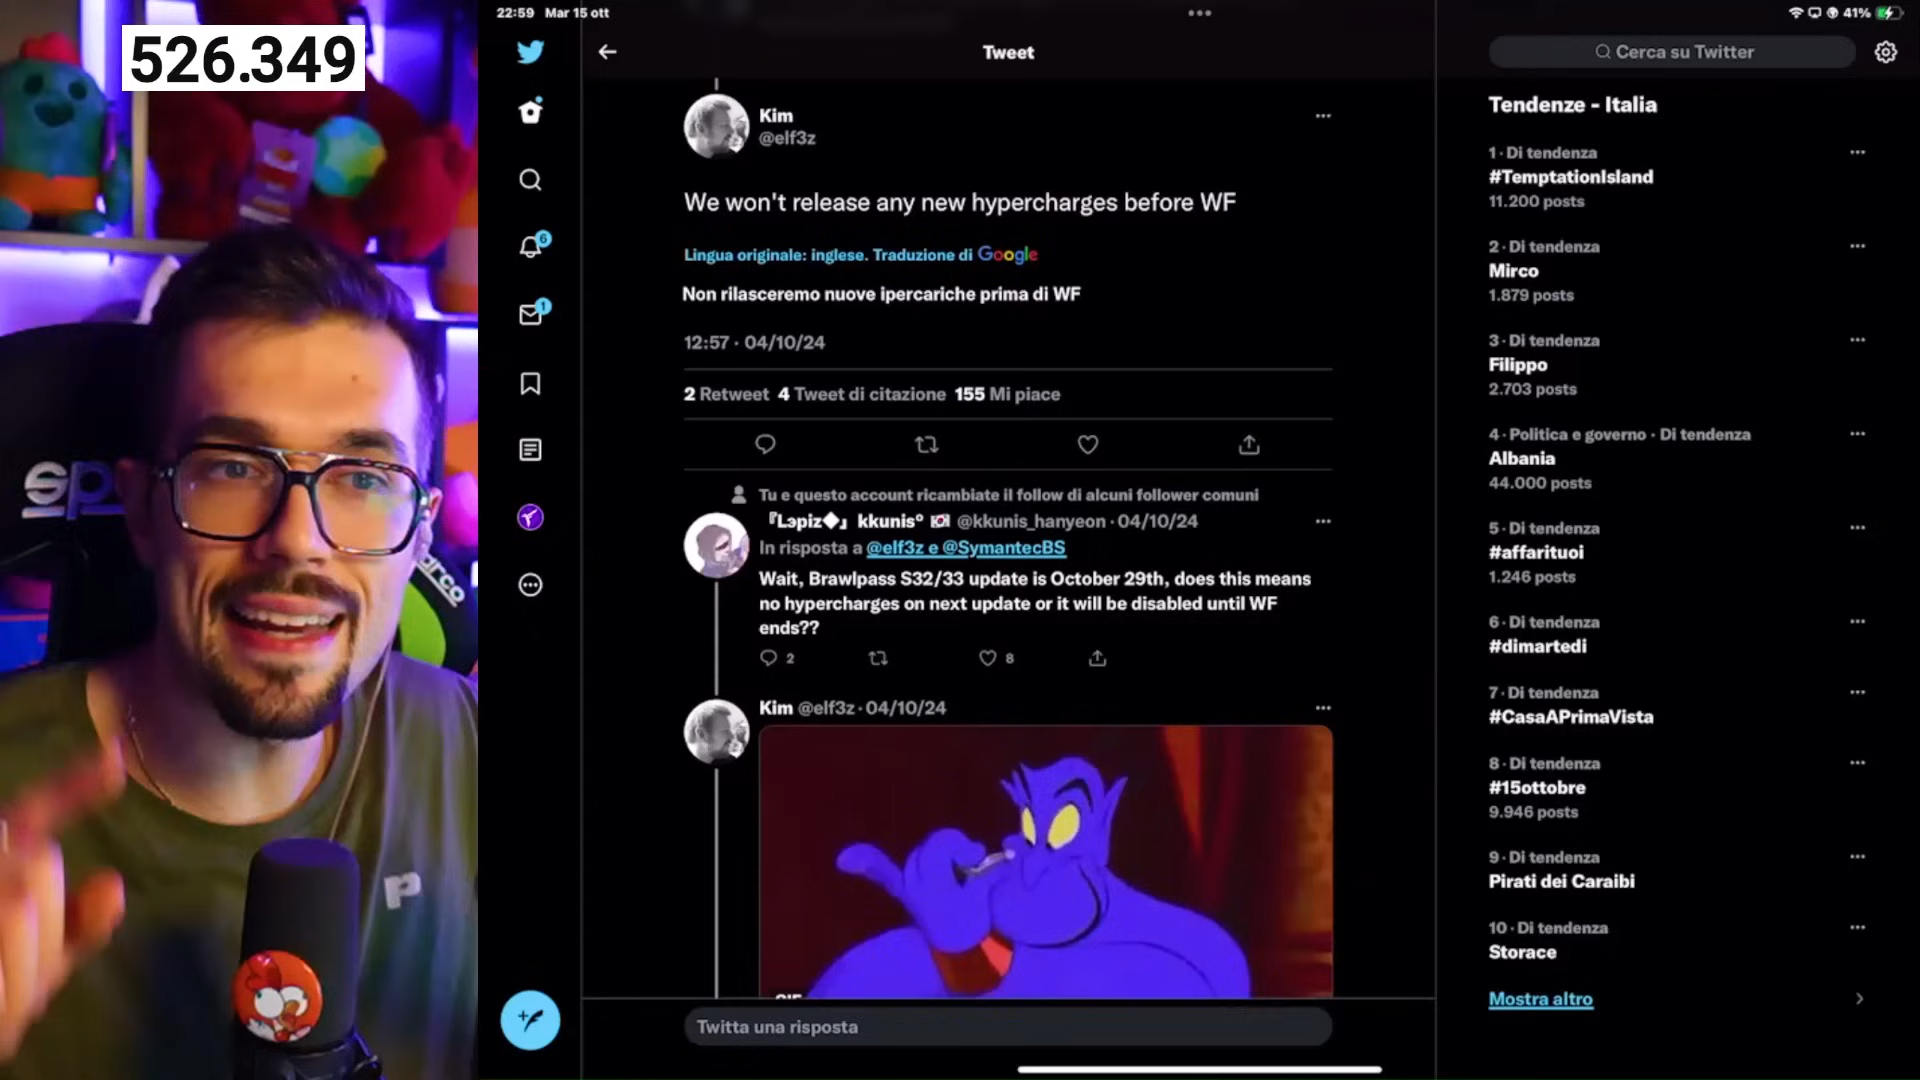 526.349
22:59 Mar 15 ott
41%
Tweet
Kim
@elf3z
We won't release any new hypercharges before WF
Lingua originale: inglese. Traduzione di Google
Non rilasceremo nuove ipercariche prima di WF
12:57 · 04/10/24
2 Retweet 4 Tweet di citazione 155 Mi piace
Tu e questo account ricambiate il follow di alcuni follower comuni
『Lɘpiz◆』 kkunis° 🇰🇷 @kkunis_hanyeon · 04/10/24
In risposta a @elf3z e @SymantecBS
Wait, Brawlpass S32/33 update is October 29th, does this means
no hypercharges on next update or it will be disabled until WF
ends??
2 8
Kim @elf3z · 04/10/24
GIF
Twitta una risposta
6
1
Cerca su Twitter
Tendenze - Italia
1 · Di tendenza
#TemptationIsland
11.200 posts
2 · Di tendenza
Mirco
1.879 posts
3 · Di tendenza
Filippo
2.703 posts
4 · Politica e governo · Di tendenza
Albania
44.000 posts
5 · Di tendenza
#affarituoi
1.246 posts
6 · Di tendenza
#dimartedi
7 · Di tendenza
#CasaAPrimaVista
8 · Di tendenza
#15ottobre
9.946 posts
9 · Di tendenza
Pirati dei Caraibi
10 · Di tendenza
Storace
Mostra altro
sp
arco
P